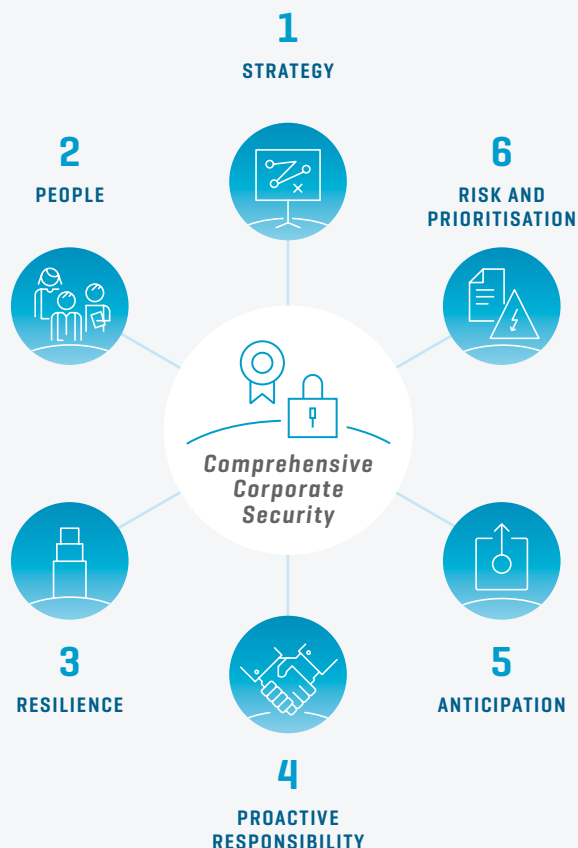 1
STRATEGY
2
PEOPLE
6
RISK AND
PRIORITISATION
Comprehensive
Corporate
Security
3
RESILIENCE
5
ANTICIPATION
4
PROACTIVE
RESPONSIBILITY